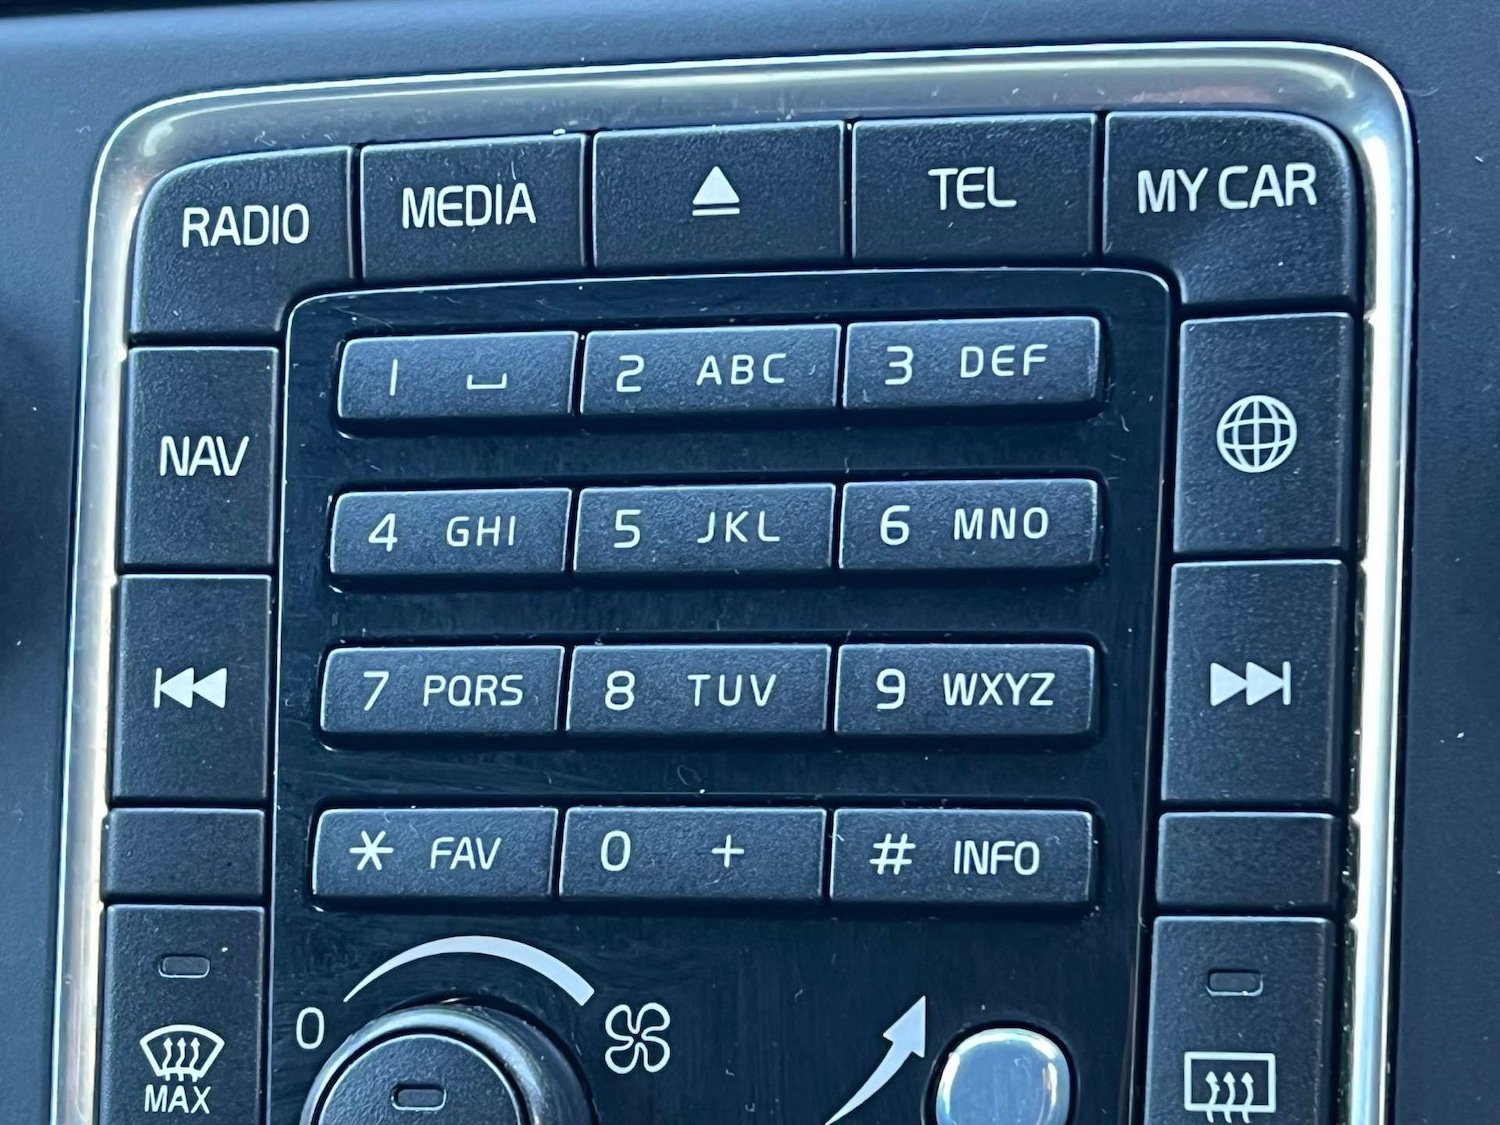 RADIO MEDIA TEL MY CAR
1 ⎵ 2 ABC 3 DEF
NAV
4 GHI 5 JKL 6 MNO
7 PQRS 8 TUV 9 WXYZ
* FAV 0 + # INFO
0
MAX